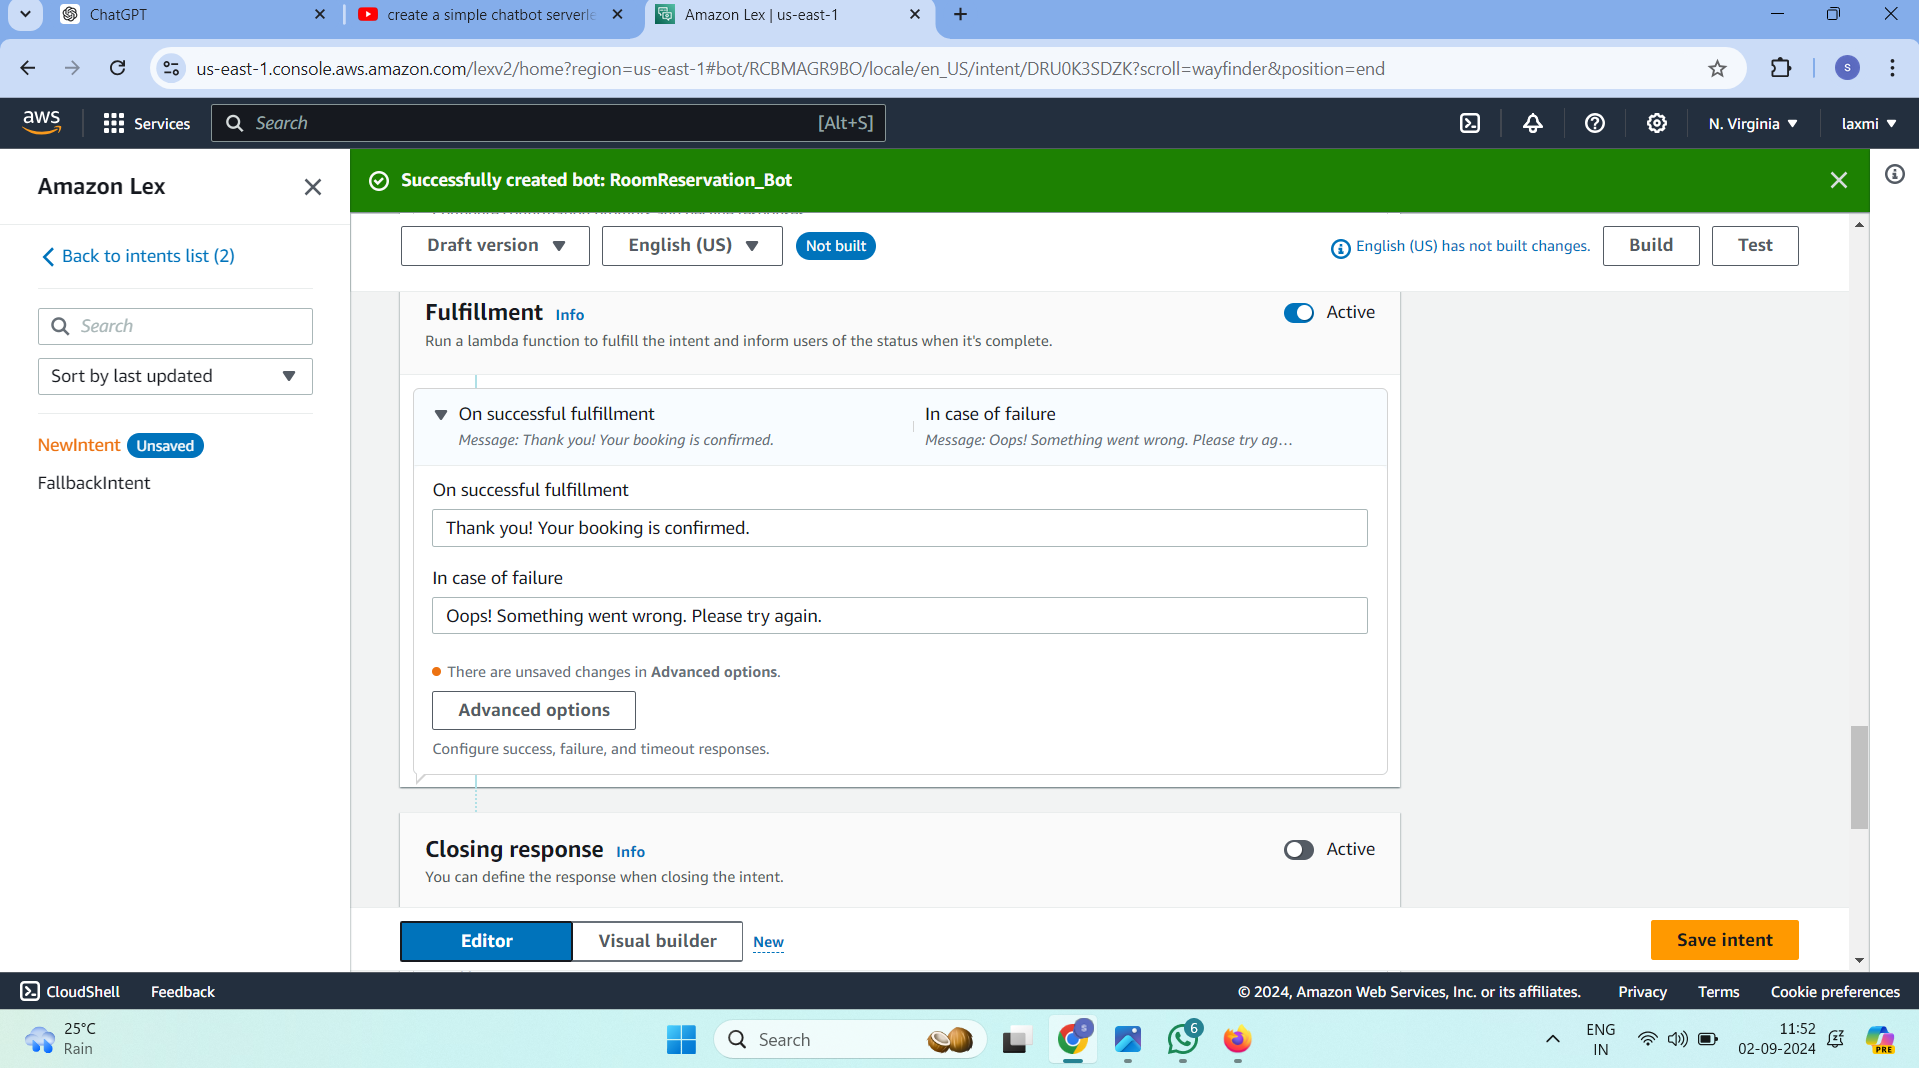 ChatGPT
create a simple chatbot serverle
Amazon Lex | us-east-1
us-east-1.console.aws.amazon.com/lexv2/home?region=us-east-1#bot/RCBMAGR9BO/locale/en_US/intent/DRU0K3SDZK?scroll=wayfinder&position=end
S
aws
Services
Search
[Alt+S]
N. Virginia
laxmi
Amazon Lex
Successfully created bot: RoomReservation_Bot
Back to intents list (2)
Draft version
English (US)
Not built
English (US) has not built changes.
Build
Test
Search
Sort by last updated
NewIntent Unsaved
FallbackIntent
Fulfillment Info
Active
Run a lambda function to fulfill the intent and inform users of the status when it's complete.
On successful fulfillment
Message: Thank you! Your booking is confirmed.
In case of failure
Message: Oops! Something went wrong. Please try ag...
On successful fulfillment
Thank you! Your booking is confirmed.
In case of failure
Oops! Something went wrong. Please try again.
There are unsaved changes in Advanced options.
Advanced options
Configure success, failure, and timeout responses.
Closing response Info
Active
You can define the response when closing the intent.
Editor
Visual builder
New
Save intent
CloudShell
Feedback
© 2024, Amazon Web Services, Inc. or its affiliates.
Privacy
Terms
Cookie preferences
25°C
Rain
Search
S
6
ENG
IN
11:52
02-09-2024
PRE